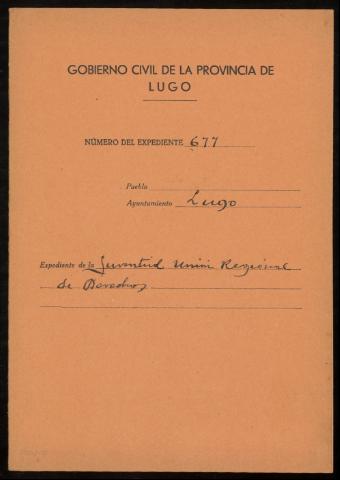 GOBIERNO CIVIL DE LA PROVINCIA DE
LUGO
NÚMERO DEL EXPEDIENTE 677
Pueblo
Ayuntamiento Lugo
Expediente de la Juventud Unión Regional
de Derechas